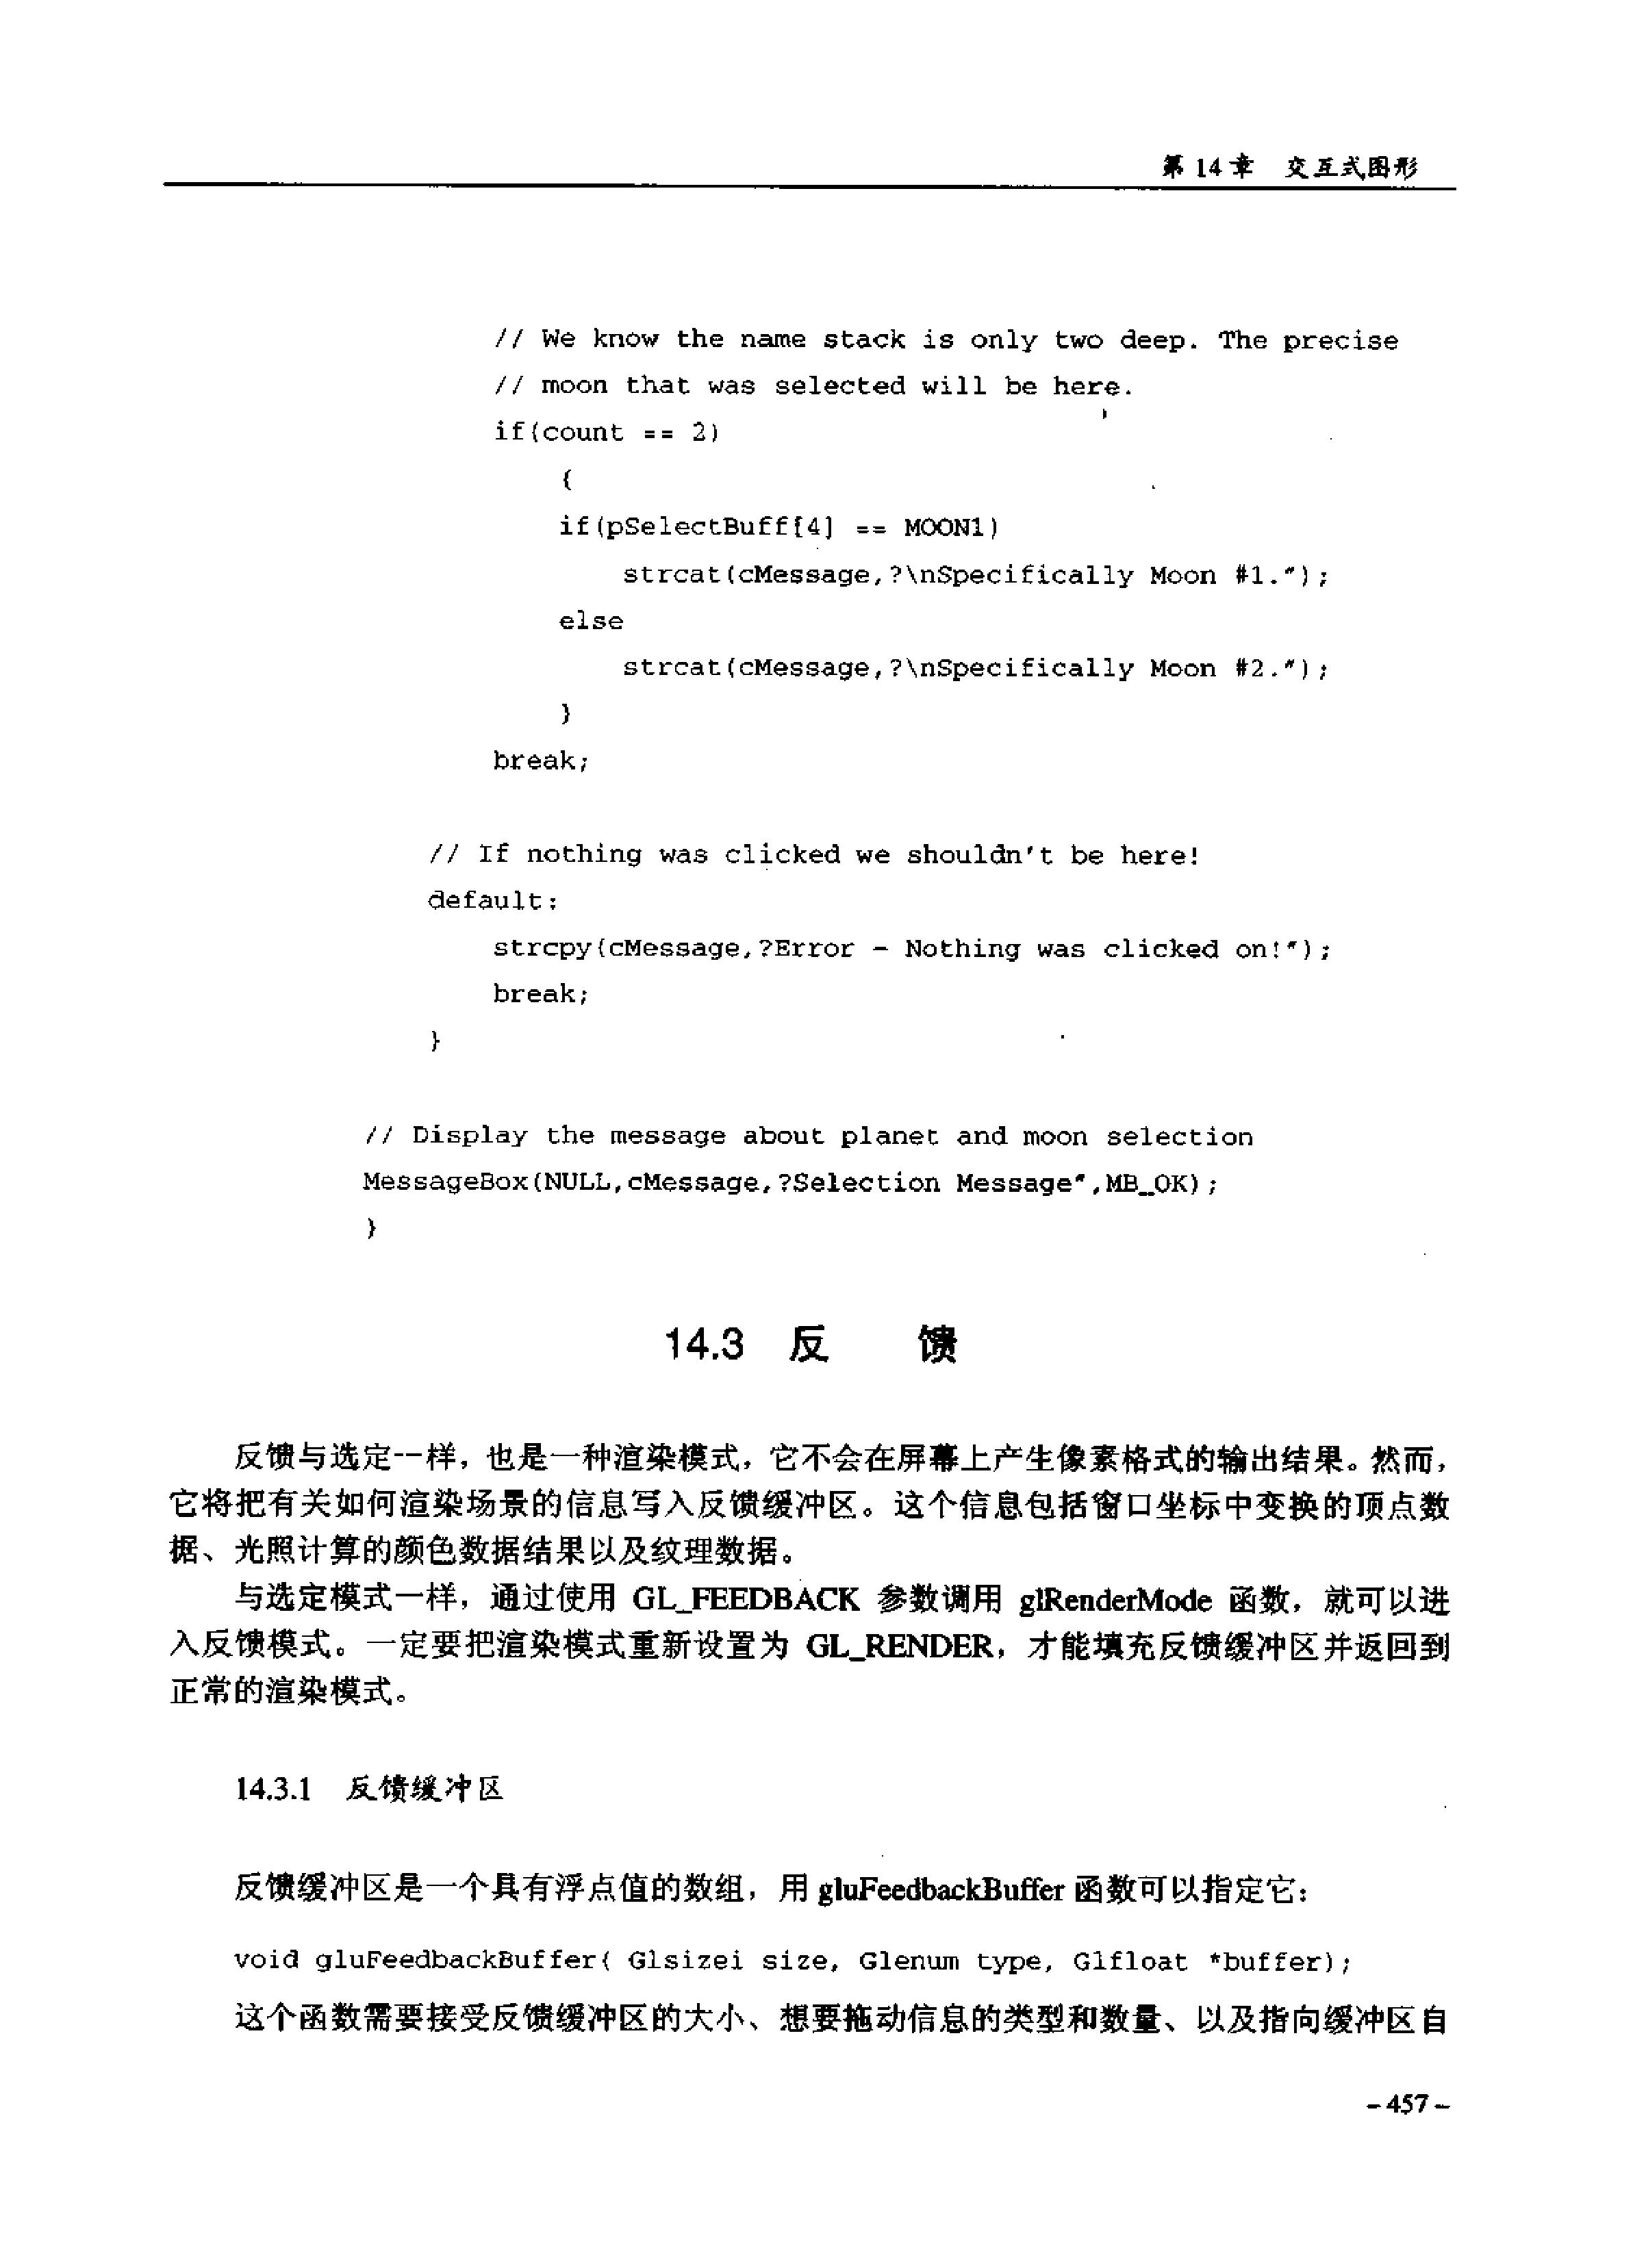 第 14 章 交互式图形
// We know the name stack is only two deep. The precise
// moon that was selected will be here.
if(count == 2)
{
if(pSelectBuff[4] == MOON1)
strcat(cMessage,?\nSpecifically Moon #1.");
else
strcat(cMessage,?\nSpecifically Moon #2.");
}
break;
// If nothing was clicked we shouldn't be here!
default:
strcpy(cMessage,?Error - Nothing was clicked on!");
break;
}
// Display the message about planet and moon selection
MessageBox(NULL,cMessage,?Selection Message",MB_OK);
}
14.3 反 馈
反馈与选定一样，也是一种渲染模式，它不会在屏幕上产生像素格式的输出结果。然而，
它将把有关如何渲染场景的信息写入反馈缓冲区。这个信息包括窗口坐标中变换的顶点数
据、光照计算的颜色数据结果以及纹理数据。
与选定模式一样，通过使用 GL_FEEDBACK 参数调用 glRenderMode 函数，就可以进
入反馈模式。一定要把渲染模式重新设置为 GL_RENDER，才能填充反馈缓冲区并返回到
正常的渲染模式。
14.3.1 反馈缓冲区
反馈缓冲区是一个具有浮点值的数组，用 gluFeedbackBuffer 函数可以指定它：
void gluFeedbackBuffer( Glsizei size, Glenum type, Glfloat *buffer);
这个函数需要接受反馈缓冲区的大小、想要拖动信息的类型和数量、以及指向缓冲区自
- 457 -